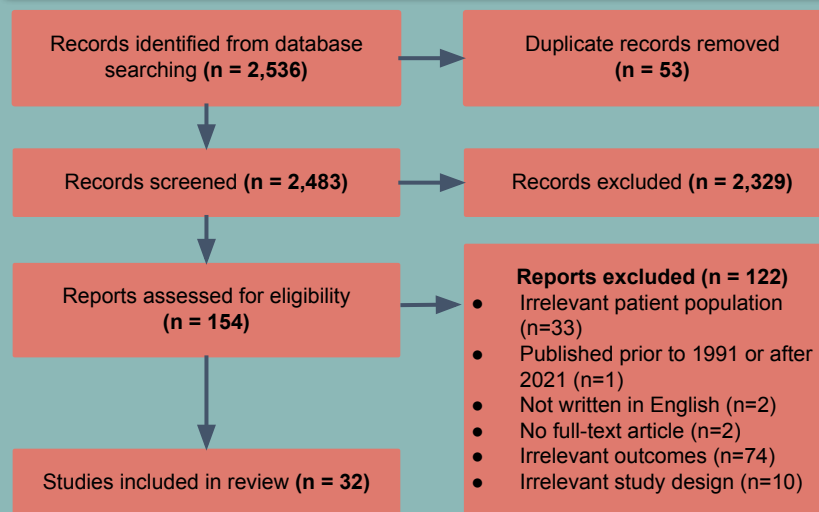 Records identified from database
searching (n = 2,536)
Duplicate records removed
(n = 53)
Records screened (n = 2,483)
Records excluded (n = 2,329)
Reports assessed for eligibility
(n = 154)
Reports excluded (n = 122)
● Irrelevant patient population
(n=33)
● Published prior to 1991 or after
2021 (n=1)
● Not written in English (n=2)
● No full-text article (n=2)
● Irrelevant outcomes (n=74)
● Irrelevant study design (n=10)
Studies included in review (n = 32)